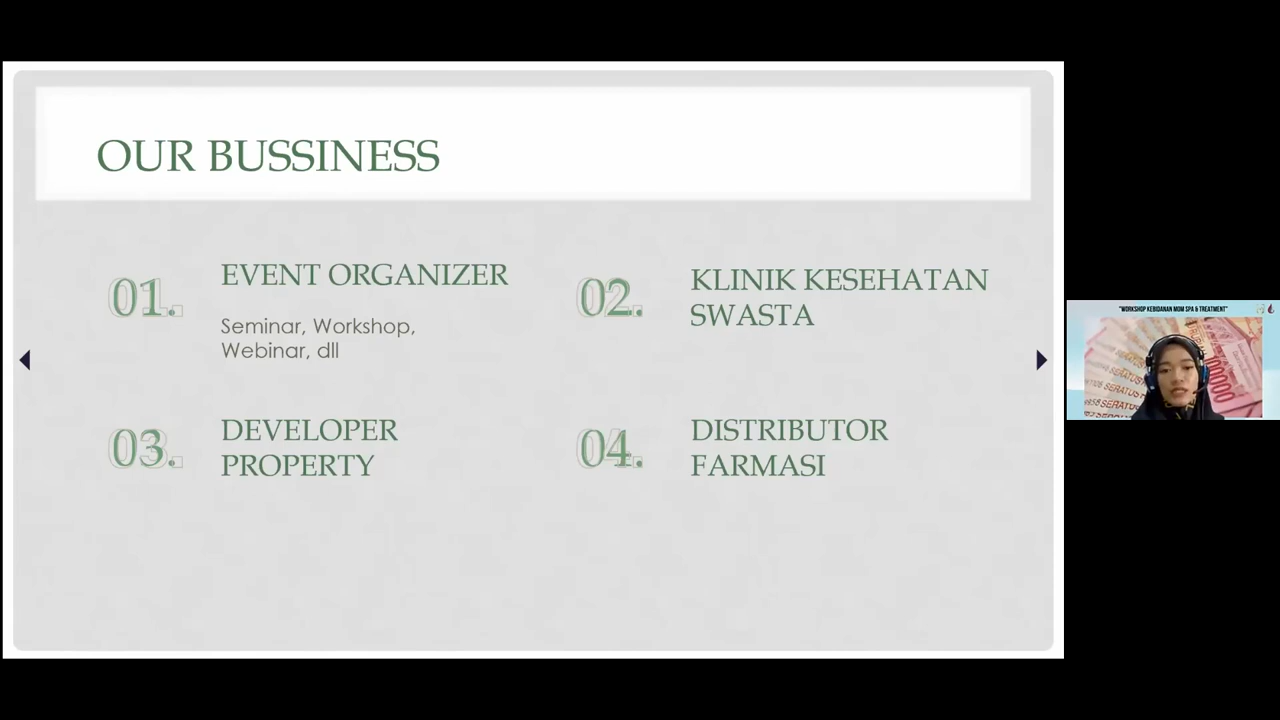 OUR BUSSINESS
01.
EVENT ORGANIZER
Seminar, Workshop,
Webinar, dll
02.
KLINIK KESEHATAN
SWASTA
03.
DEVELOPER
PROPERTY
04.
DISTRIBUTOR
FARMASI
"WORKSHOP KEBIDANAN MOM SPA & TREATMENT"